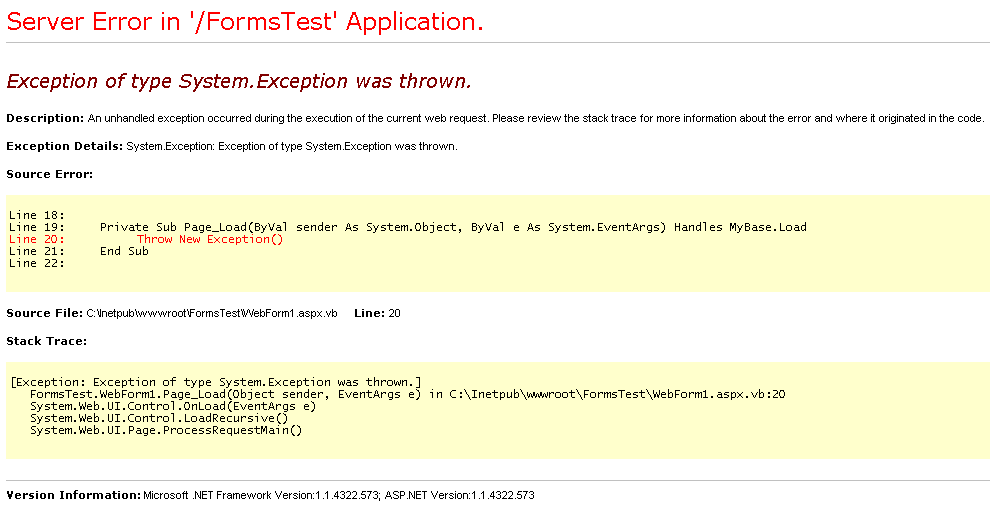 Server Error in '/FormsTest' Application.
Exception of type System.Exception was thrown.
Description: An unhandled exception occurred during the execution of the current web request. Please review the stack trace for more information about the error and where it originated in the code.
Exception Details: System.Exception: Exception of type System.Exception was thrown.
Source Error:
Line 18:
Line 19:     Private Sub Page_Load(ByVal sender As System.Object, ByVal e As System.EventArgs) Handles MyBase.Load
Line 20:          Throw New Exception()
Line 21:     End Sub
Line 22:
Source File: C:\Inetpub\wwwroot\FormsTest\WebForm1.aspx.vb    Line: 20
Stack Trace:
[Exception: Exception of type System.Exception was thrown.]
   FormsTest.WebForm1.Page_Load(Object sender, EventArgs e) in C:\Inetpub\wwwroot\FormsTest\WebForm1.aspx.vb:20
   System.Web.UI.Control.OnLoad(EventArgs e)
   System.Web.UI.Control.LoadRecursive()
   System.Web.UI.Page.ProcessRequestMain()
Version Information: Microsoft .NET Framework Version:1.1.4322.573; ASP.NET Version:1.1.4322.573